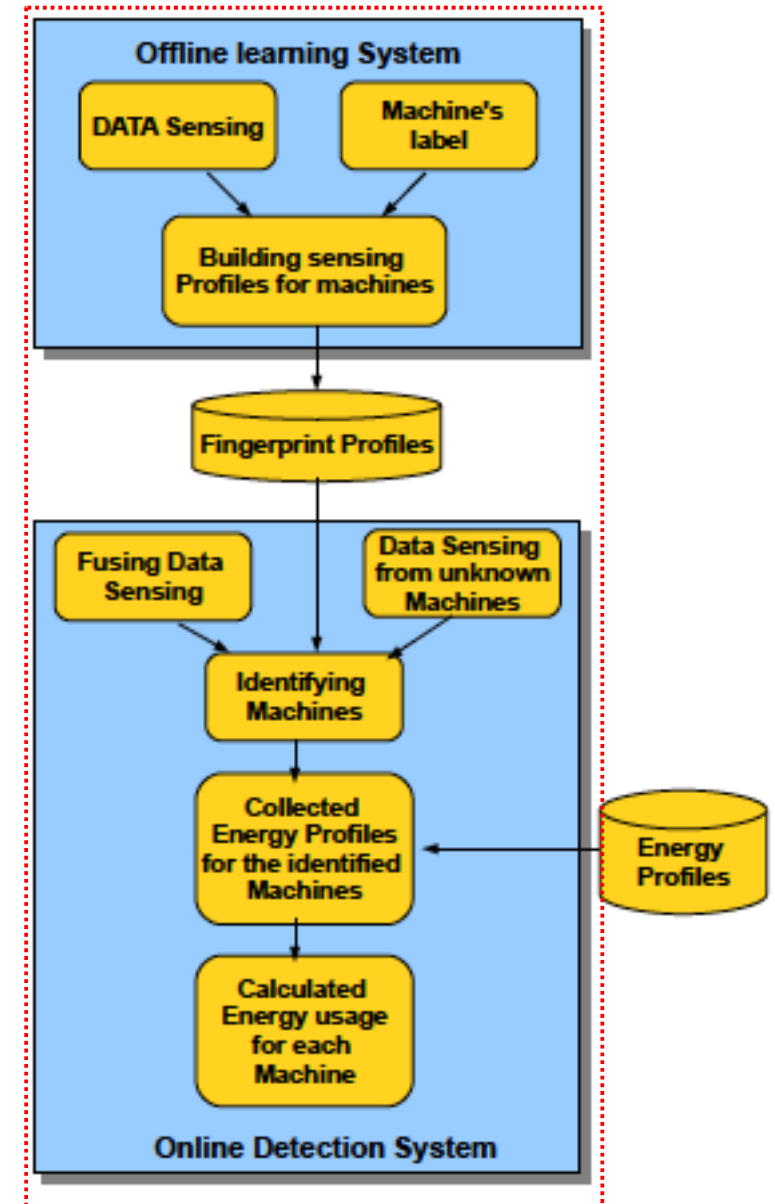 Offline learning System
DATA Sensing
Machine's
label
Building sensing
Profiles for machines
Fingerprint Profiles
Fusing Data
Sensing
Data Sensing
from unknown
Machines
Identifying
Machines
Collected
Energy Profiles
for the identified
Machines
Energy
Profiles
Calculated
Energy usage
for each
Machine
Online Detection System